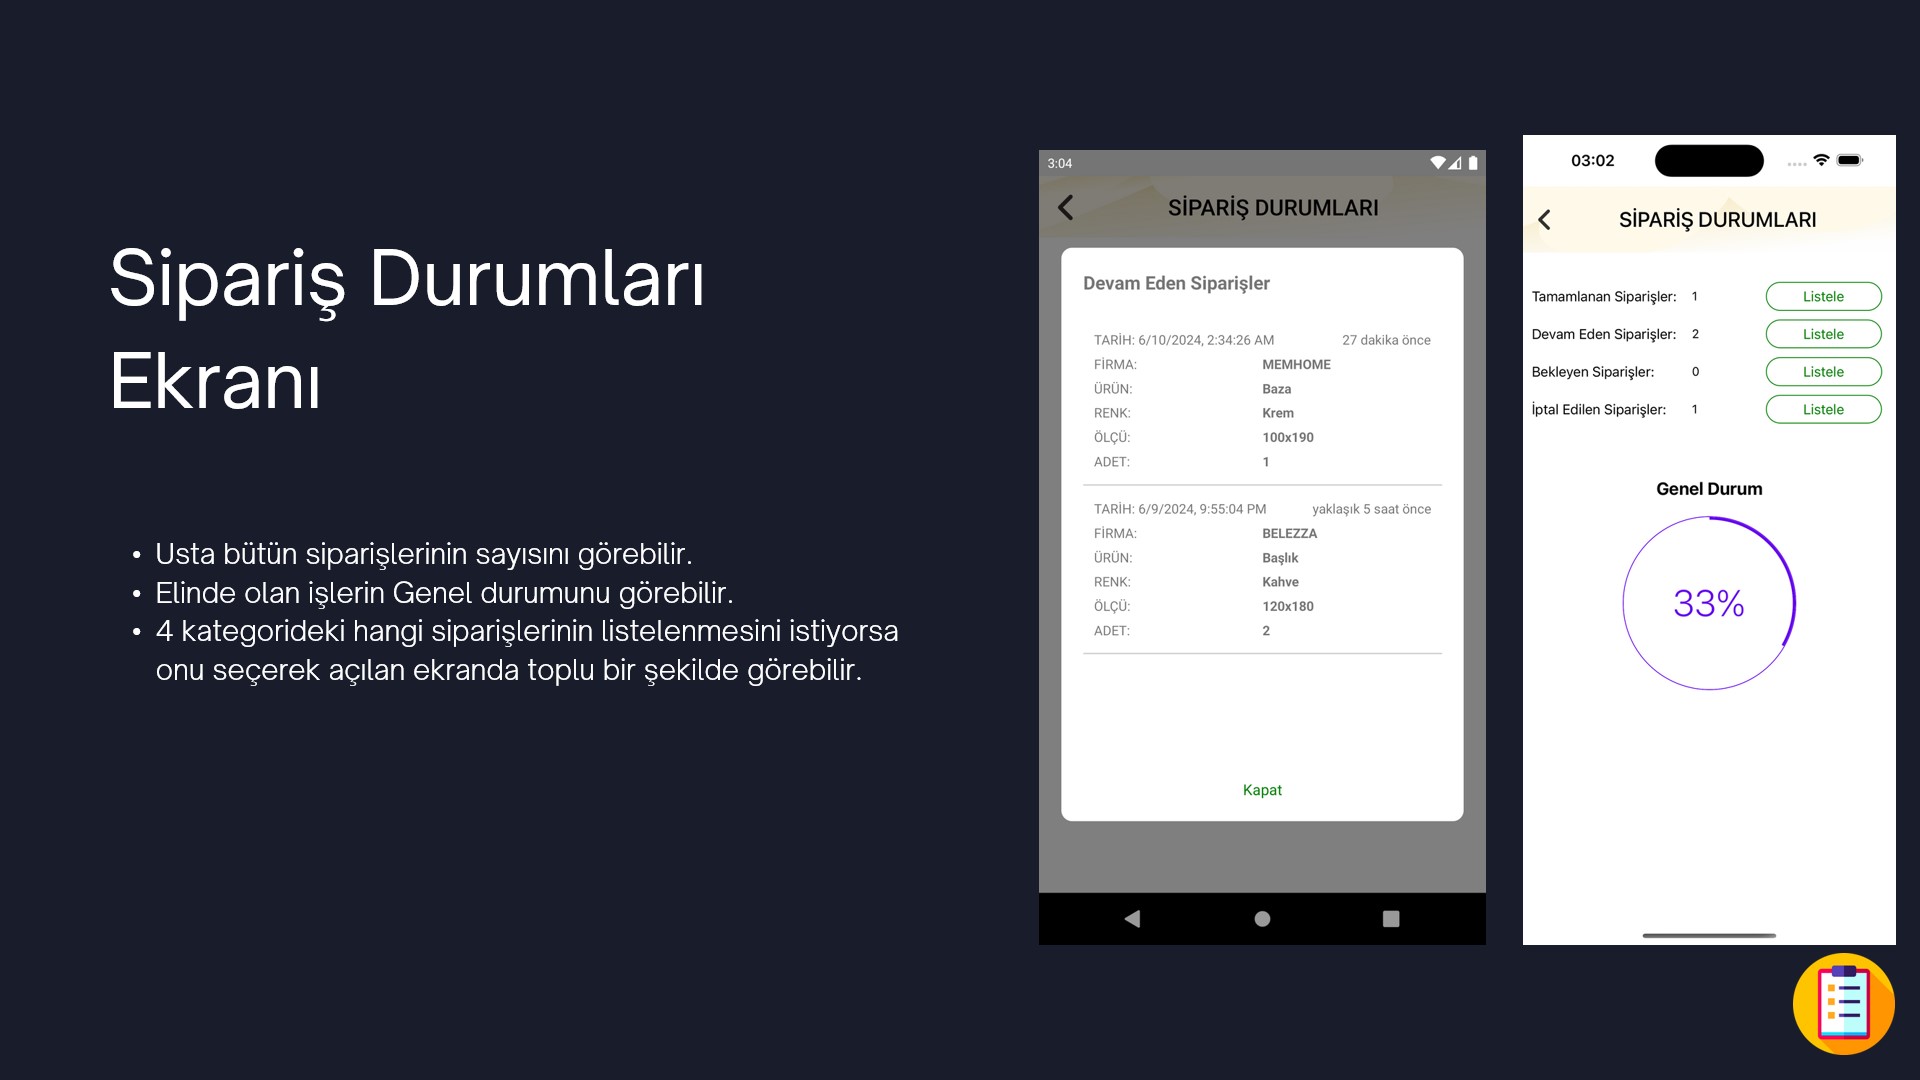 Sipariş Durumları
Ekranı
• Usta bütün siparişlerinin sayısını görebilir.
• Elinde olan işlerin Genel durumunu görebilir.
• 4 kategorideki hangi siparişlerinin listelenmesini istiyorsa
onu seçerek açılan ekranda toplu bir şekilde görebilir.
3:04
SİPARİŞ DURUMLARI
Devam Eden Siparişler
TARİH: 6/10/2024, 2:34:26 AM 27 dakika önce
FİRMA: MEMHOME
ÜRÜN: Baza
RENK: Krem
ÖLÇÜ: 100x190
ADET: 1
TARİH: 6/9/2024, 9:55:04 PM yaklaşık 5 saat önce
FİRMA: BELEZZA
ÜRÜN: Başlık
RENK: Kahve
ÖLÇÜ: 120x180
ADET: 2
Kapat
03:02
SİPARİŞ DURUMLARI
Tamamlanan Siparişler: 1 Listele
Devam Eden Siparişler: 2 Listele
Bekleyen Siparişler: 0 Listele
İptal Edilen Siparişler: 1 Listele
Genel Durum
33%